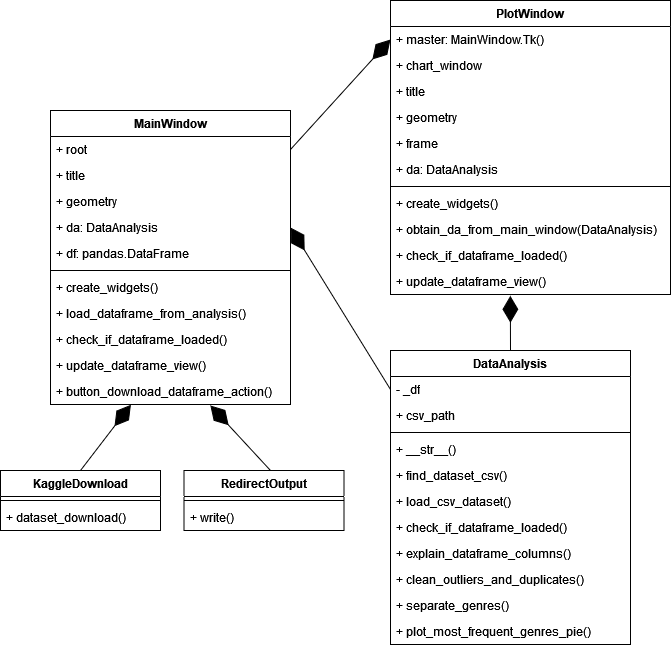 PlotWindow
+ master: MainWindow.Tk()
+ chart_window
+ title
+ geometry
+ frame
+ da: DataAnalysis
+ create_widgets()
+ obtain_da_from_main_window(DataAnalysis)
+ check_if_dataframe_loaded()
+ update_dataframe_view()
MainWindow
+ root
+ title
+ geometry
+ da: DataAnalysis
+ df: pandas.DataFrame
+ create_widgets()
+ load_dataframe_from_analysis()
+ check_if_dataframe_loaded()
+ update_dataframe_view()
+ button_download_dataframe_action()
DataAnalysis
- _df
+ csv_path
+ __str__()
+ find_dataset_csv()
+ load_csv_dataset()
+ check_if_dataframe_loaded()
+ explain_dataframe_columns()
+ clean_outliers_and_duplicates()
+ separate_genres()
+ plot_most_frequent_genres_pie()
KaggleDownload
+ dataset_download()
RedirectOutput
+ write()